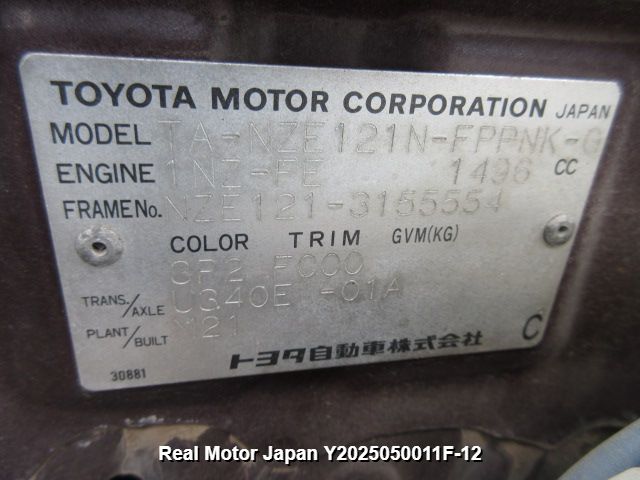 TOYOTA MOTOR CORPORATION JAPAN
MODEL TA-NZE121N-FPPNK-G
ENGINE 1NZ-FE 1496 CC
FRAME No. NZE121-3155554
COLOR TRIM GVM(KG)
FC00
TRANS./AXLE U340E -01A
PLANT/BUILT
トヨタ自動車株式会社
C
30881
Real Motor Japan Y2025050011F-12